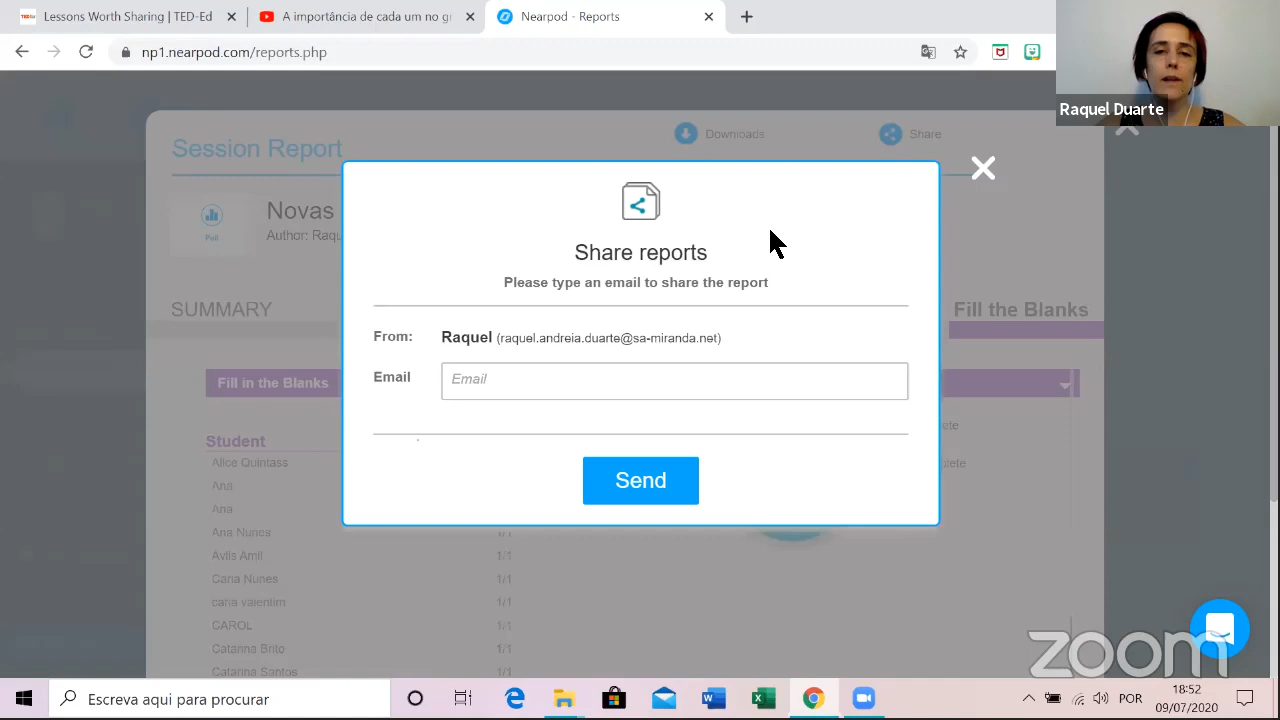 Lessons Worth Sharing | TED-Ed
A importância de cada um no gr
Nearpod - Reports
np1.nearpod.com/reports.php
Raquel Duarte
Session Report
Downloads
Share
Novas
Author: Raqu
Poll
Share reports
Please type an email to share the report
From: Raquel (raquel.andreia.duarte@sa-miranda.net)
Email
Email
Send
SUMMARY
Fill the Blanks
Fill in the Blanks
Student
Alice Quintass
Ana
Ana
Ana Nunes 1/1
Avlis Amil 1/1
Carla Nunes 1/1
carla valentim 1/1
CAROL 1/1
Catarina Brito 1/1
Catarina Santos 1/1
zoom
Escreva aqui para procurar
POR
18:52
09/07/2020